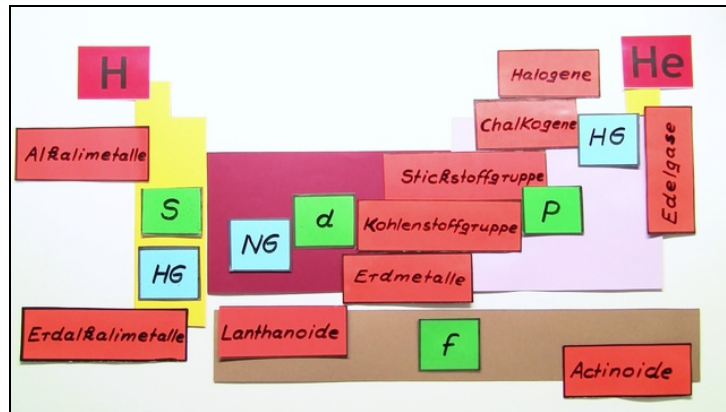 H
He
Halogene
Chalkogene
HG
Edelgase
Alkalimetalle
Stickstoffgruppe
S
d
P
Kohlenstoffgruppe
NG
HG
Erdmetalle
Erdalkalimetalle
Lanthanoide
f
Actinoide